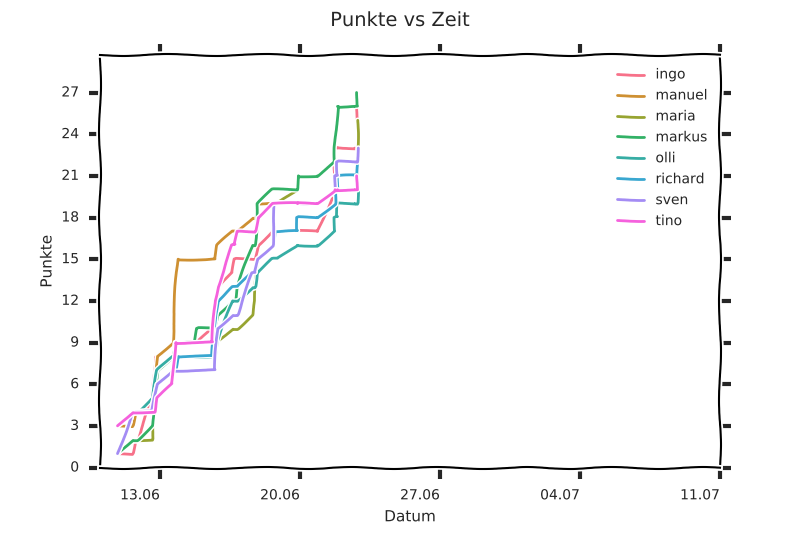 Punkte vs Zeit
ingo
manuel
maria
markus
olli
richard
sven
tino
27
24
21
18
15
12
9
6
3
0
Punkte
13.06
20.06
27.06
04.07
11.07
Datum